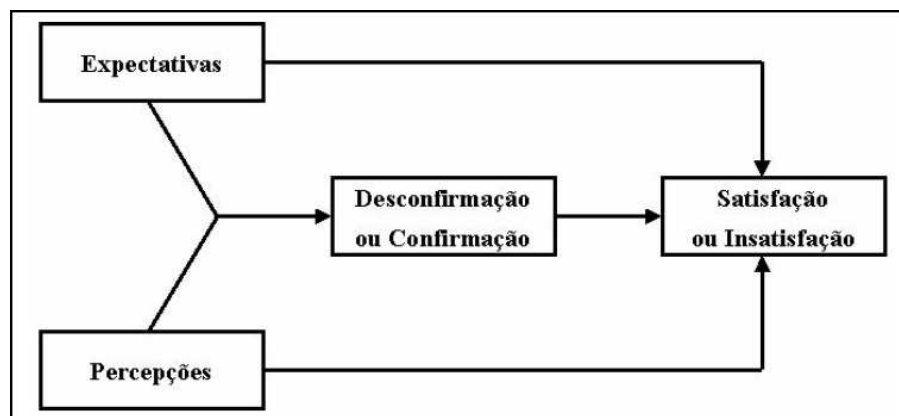 Expectativas
Desconfirmação
ou Confirmação
Satisfação
ou Insatisfação
Percepções